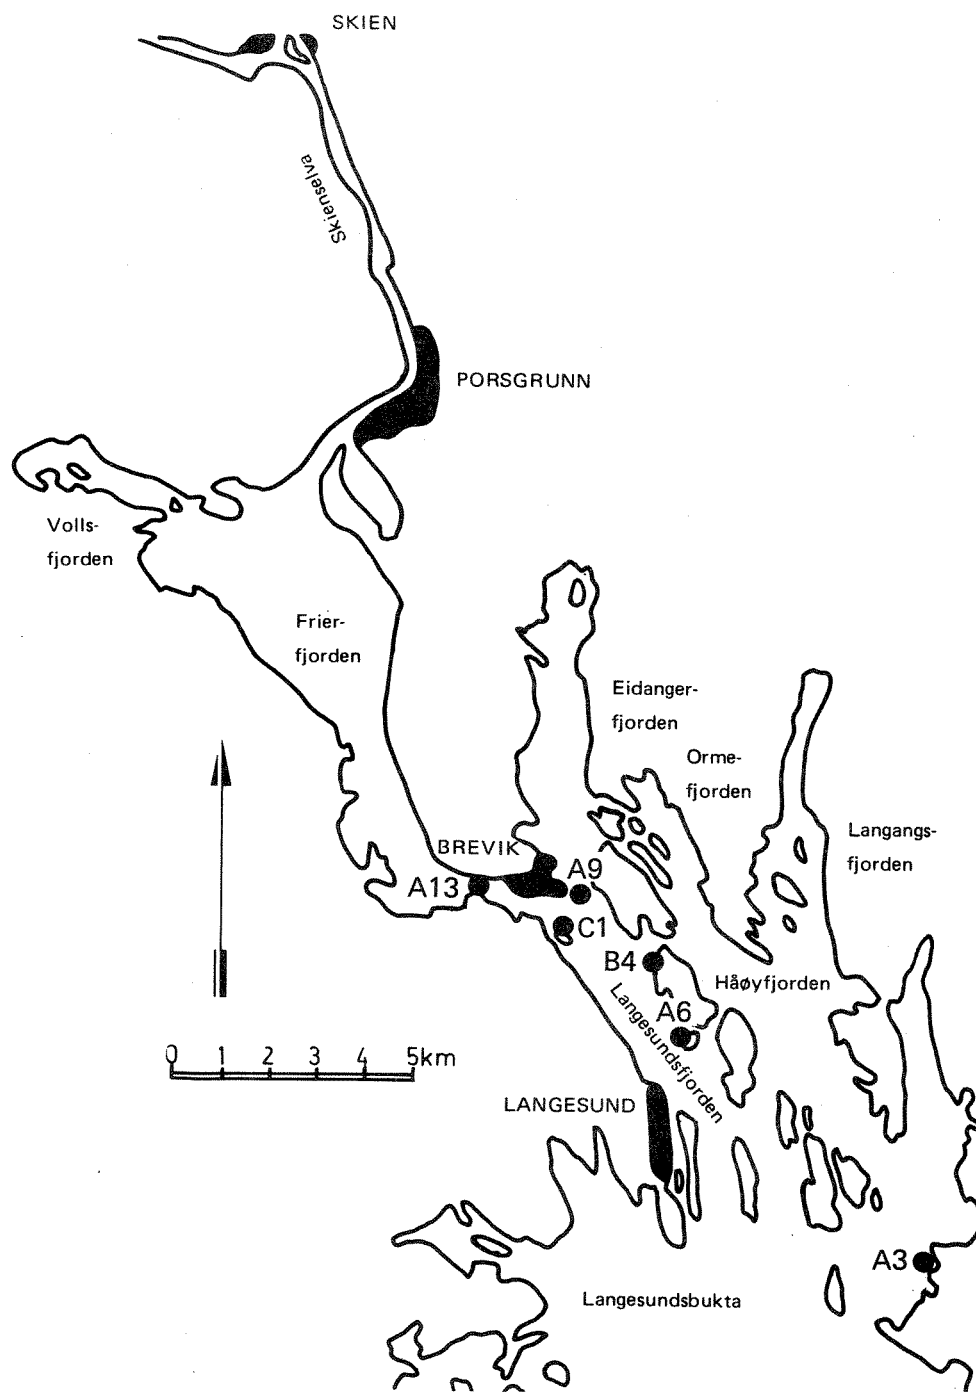 SKIEN
Skienselva
PORSGRUNN
Volls-
fjorden
Frier-
fjorden
Eidanger-
fjorden
Orme-
fjorden
Langangs-
fjorden
BREVIK
A13
A9
C1
B4
Håøyfjorden
A6
Langesundsfjorden
0 1 2 3 4 5km
LANGESUND
A3
Langesundsbukta